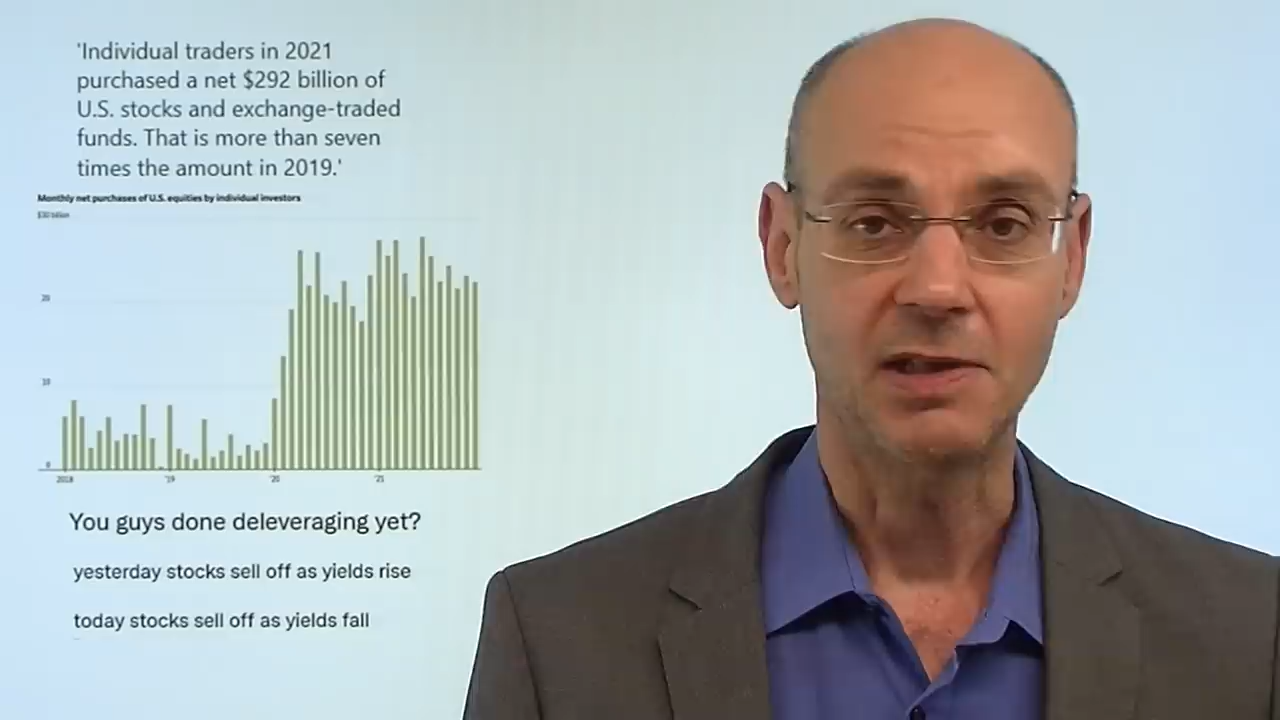 'Individual traders in 2021
purchased a net $292 billion of
U.S. stocks and exchange-traded
funds. That is more than seven
times the amount in 2019.'
Monthly net purchases of U.S. equities by individual investors
$30 billion
20
10
0
2018 '19 '20 '21
You guys done deleveraging yet?
yesterday stocks sell off as yields rise
today stocks sell off as yields fall